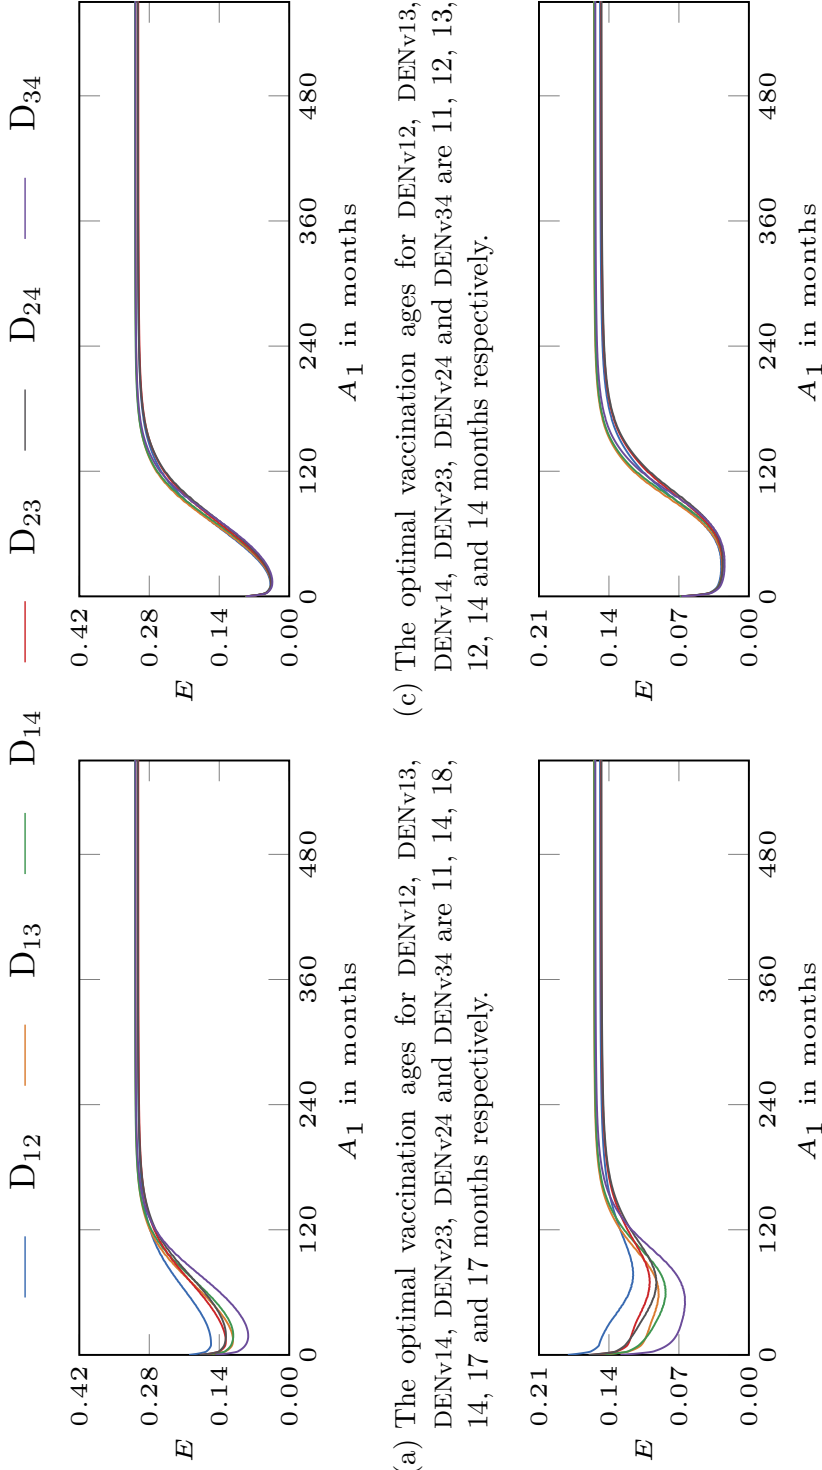 D12 D13 D14 D23 D24 D34
0.42
0.28
0.14
0.00
E
0 120 240 360 480
A1 in months
0.42
0.28
0.14
0.00
E
0 120 240 360 480
A1 in months
(a) The optimal vaccination ages for DENv12, DENv13,
DENv14, DENv23, DENv24 and DENv34 are 11, 14, 18,
14, 17 and 17 months respectively.
(c) The optimal vaccination ages for DENv12, DENv13,
DENv14, DENv23, DENv24 and DENv34 are 11, 12, 13,
12, 14 and 14 months respectively.
0.21
0.14
0.07
0.00
E
0 120 240 360 480
A1 in months
0.21
0.14
0.07
0.00
E
0 120 240 360 480
A1 in months